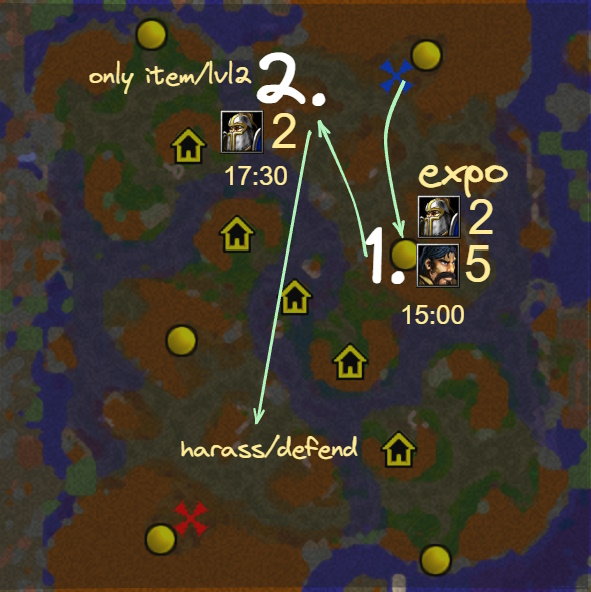 only item/lvl2
2.
2
17:30
expo
2
1.
5
15:00
harass/defend